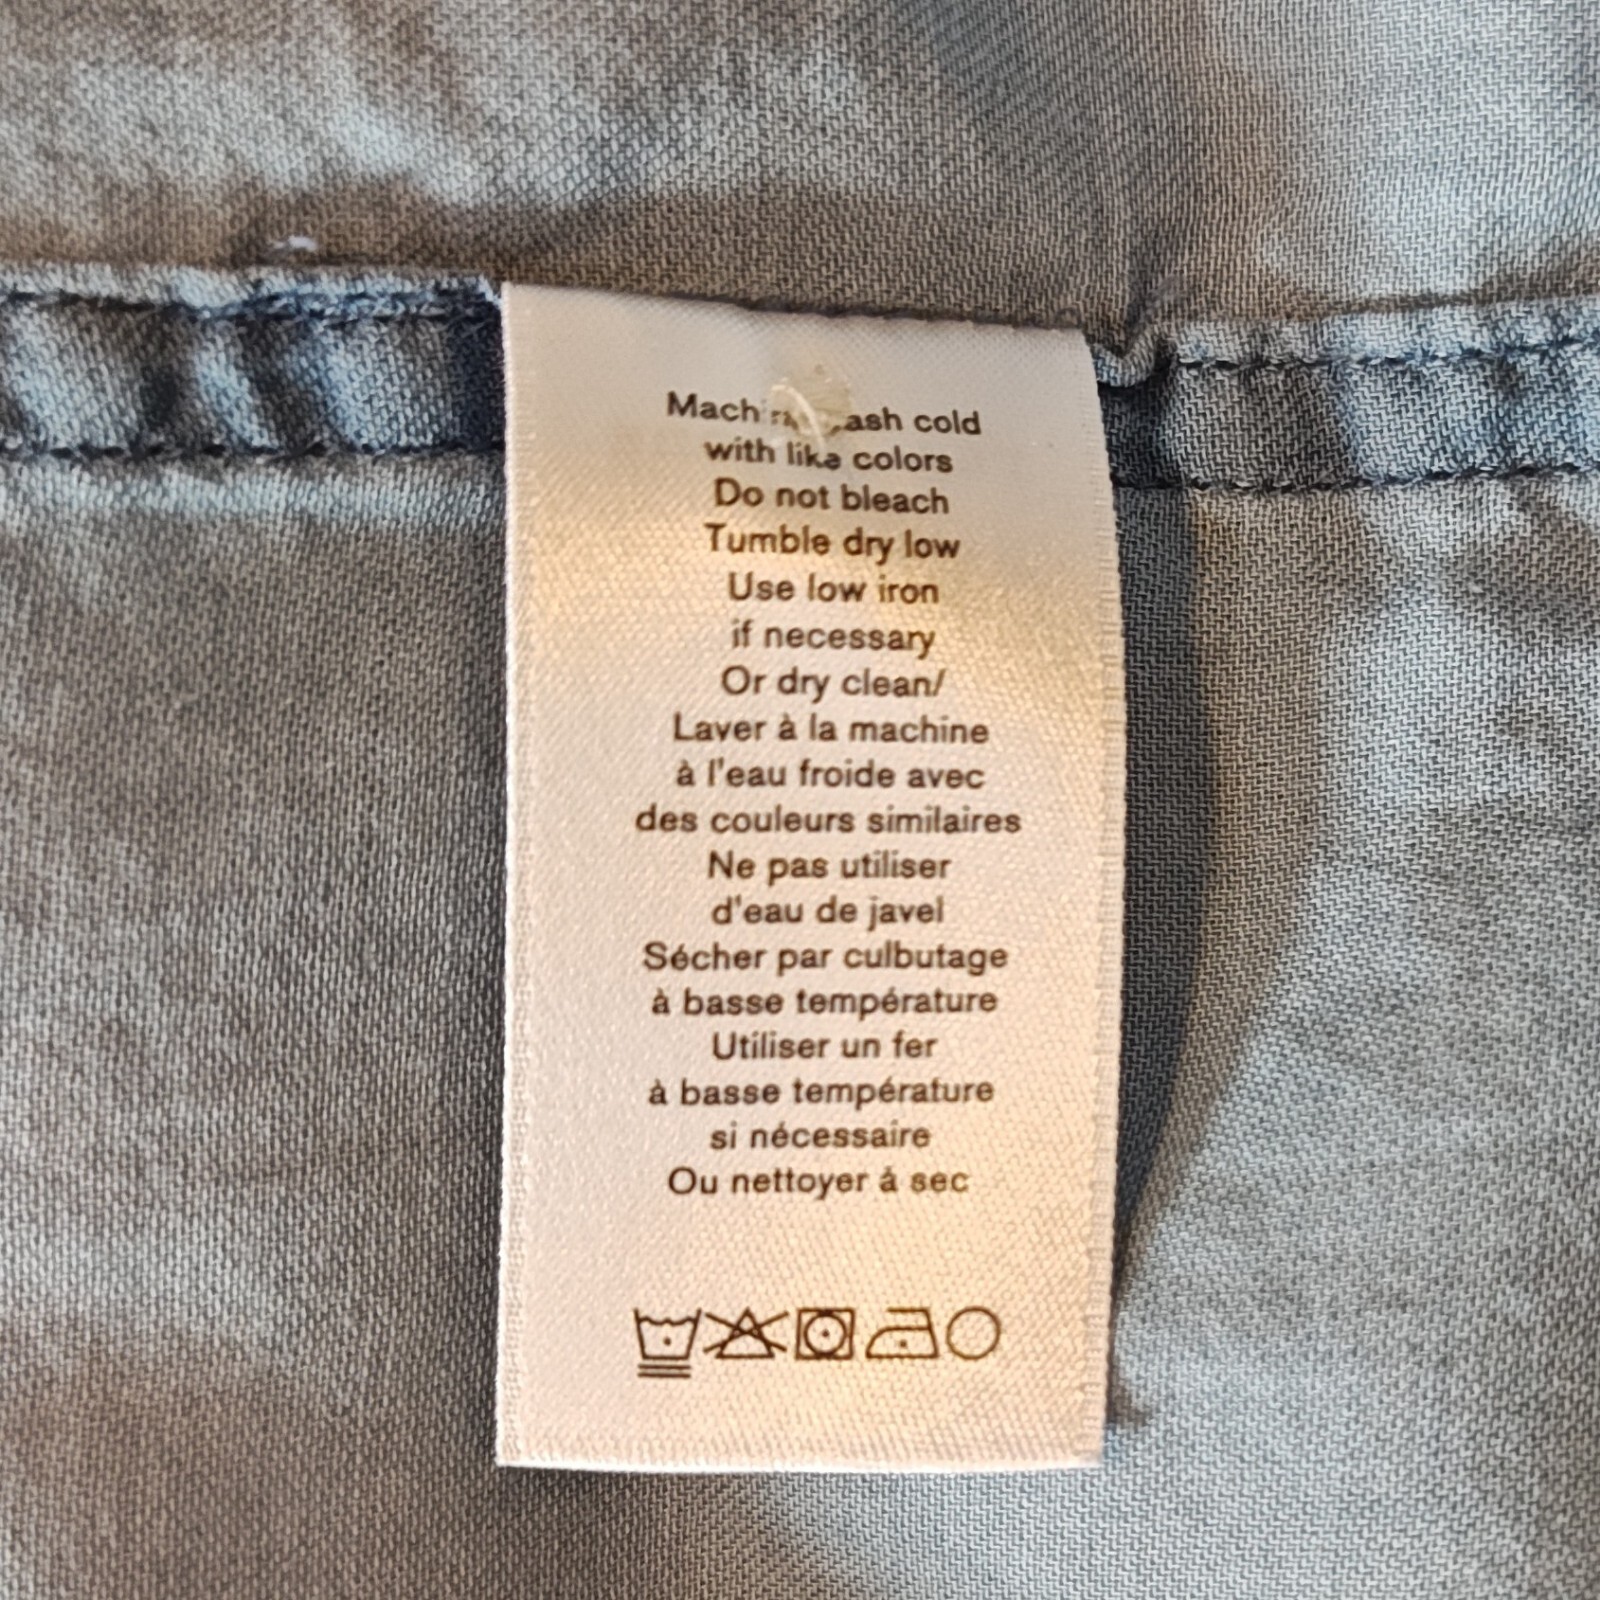 Machine wash cold
with like colors
Do not bleach
Tumble dry low
Use low iron
if necessary
Or dry clean/
Laver à la machine
à l'eau froide avec
des couleurs similaires
Ne pas utiliser
d'eau de javel
Sécher par culbutage
à basse température
Utiliser un fer
à basse température
si nécessaire
Ou nettoyer à sec